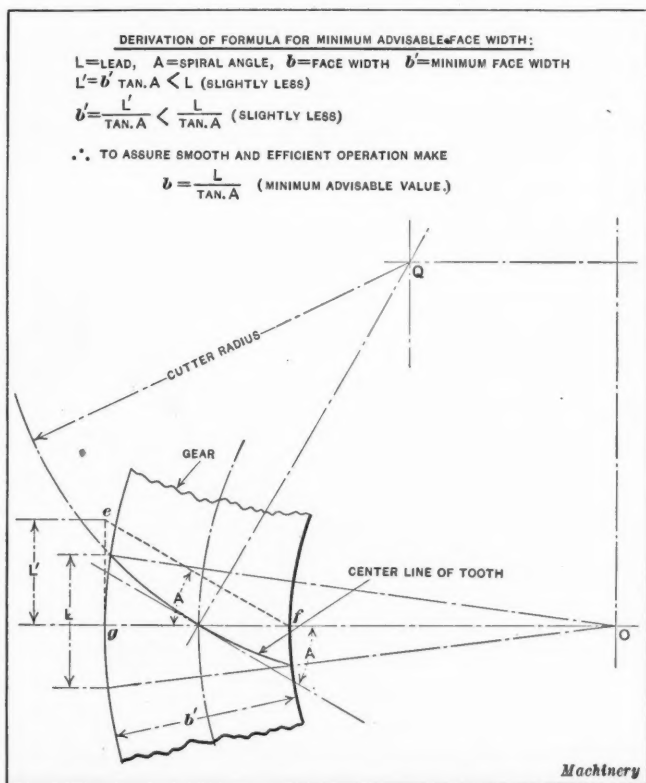 DERIVATION OF FORMULA FOR MINIMUM ADVISABLE FACE WIDTH:
L=LEAD, A=SPIRAL ANGLE, b=FACE WIDTH b'=MINIMUM FACE WIDTH
L'=b' TAN. A < L (SLIGHTLY LESS)
b'= L' / TAN. A < L / TAN. A (SLIGHTLY LESS)
∴ TO ASSURE SMOOTH AND EFFICIENT OPERATION MAKE
b = L / TAN. A (MINIMUM ADVISABLE VALUE.)
Q
CUTTER RADIUS
GEAR
e
L'
A
CENTER LINE OF TOOTH
L
g
f
O
A
b'
Machinery